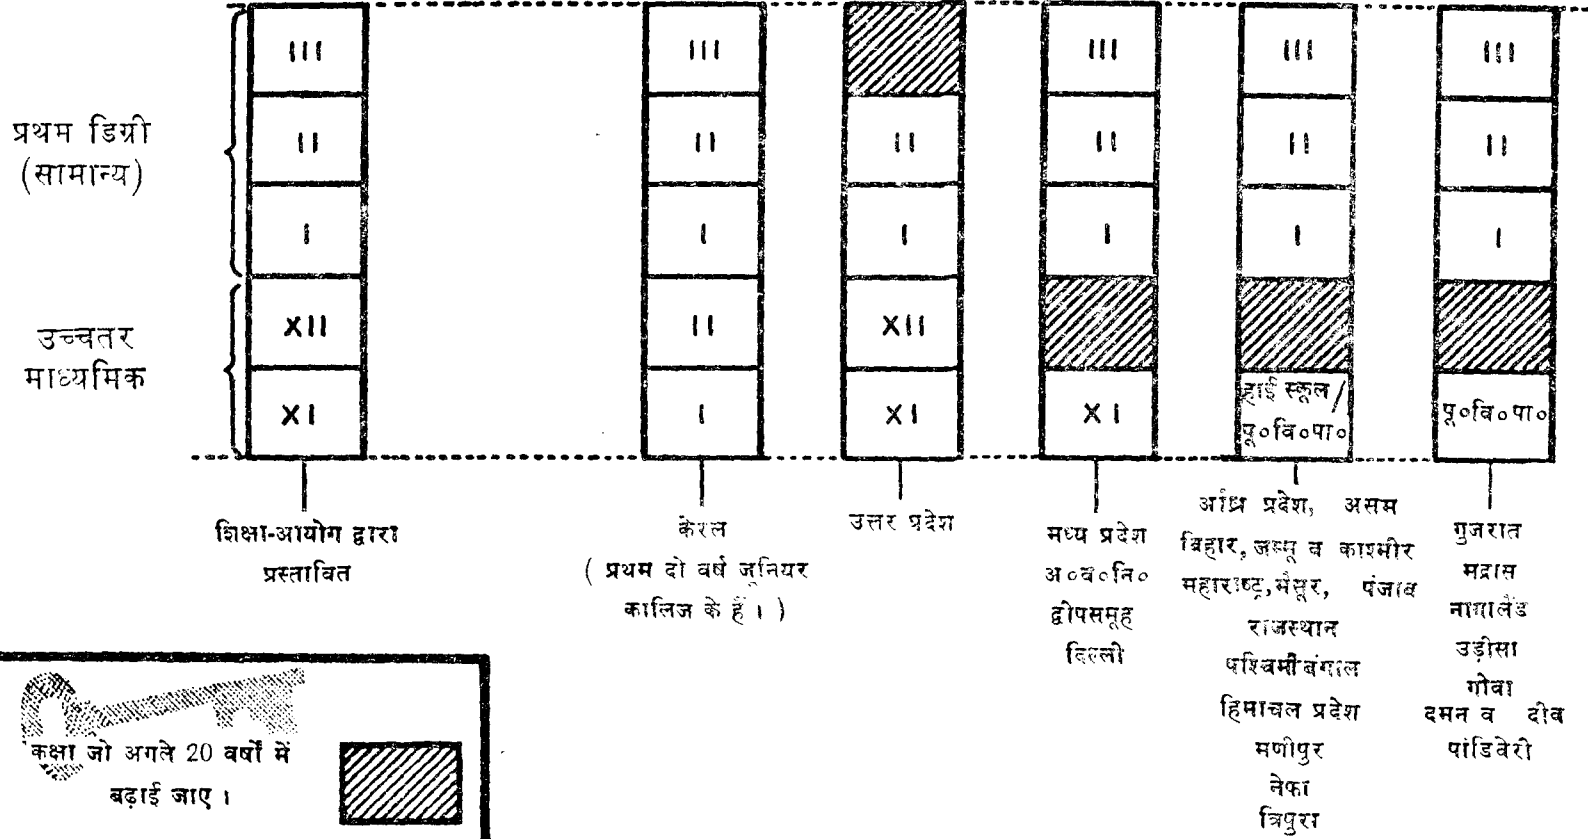 III III III III III
प्रथम डिग्री
(सामान्य)
II II II II II II
I I I I I I
उच्चतर
माध्यमिक
XII II XII
XI I XI XI
हाई स्कूल/
पू०वि०पा०
पू०वि०पा०
शिक्षा-आयोग द्वारा
प्रस्तावित
केरल
( प्रथम दो वर्ष जूनियर
कालिज के हैं । )
उत्तर प्रदेश
मध्य प्रदेश
अ०व०नि०
द्वीपसमूह
दिल्ली
आंध्र प्रदेश, असम
बिहार, जम्मू व काश्मीर
महाराष्ट्र, मैसूर, पंजाब
राजस्थान
पश्चिमी बंगाल
हिमाचल प्रदेश
मणीपुर
नेफा
त्रिपुरा
गुजरात
मद्रास
नागालैंड
उड़ीसा
गोवा
दमन व दीव
पांडिचेरी
कक्षा जो अगले 20 वर्षों में
बढ़ाई जाए ।